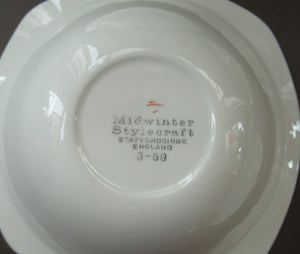 Midwinter
Stylecraft
STAFFORDSHIRE
ENGLAND
3-59